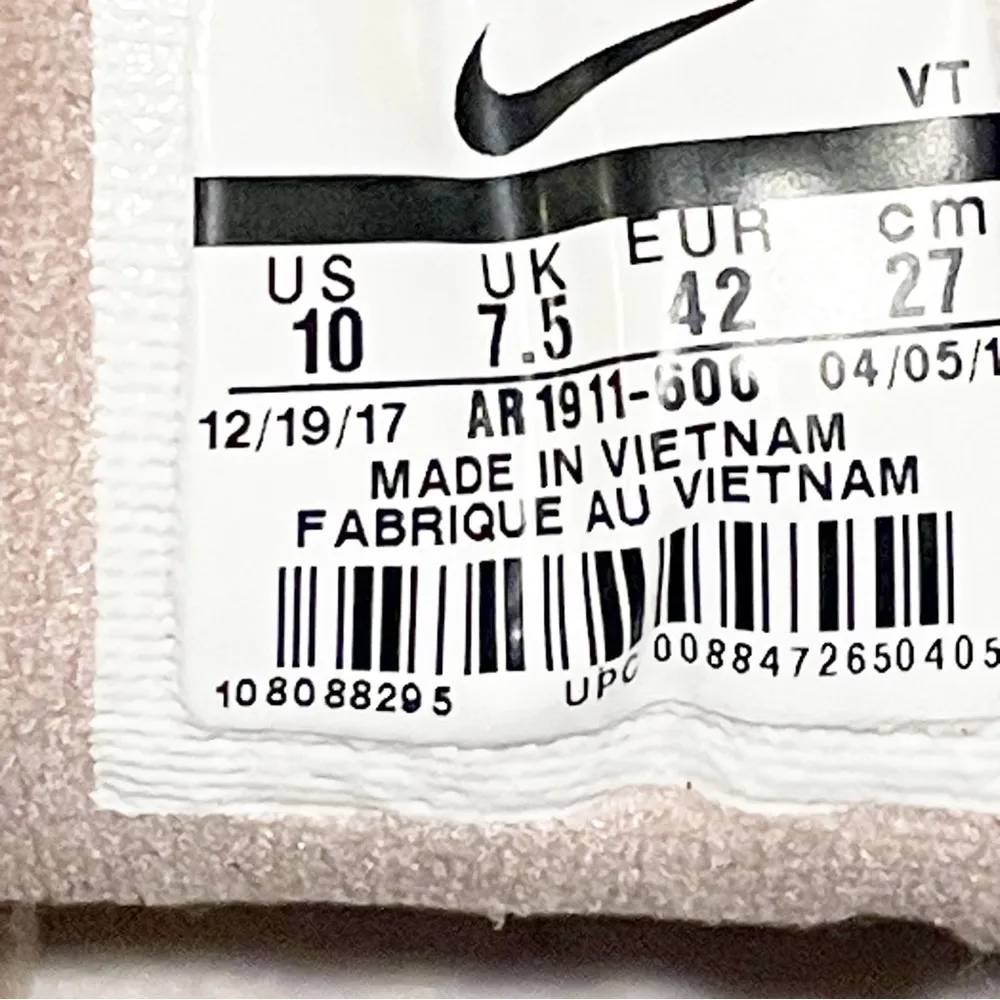 VT
US UK EUR cm
10 7.5 42 27
12/19/17 AR1911-600 04/05/1
MADE IN VIETNAM
FABRIQUE AU VIETNAM
108088295 UPC 0088472650405